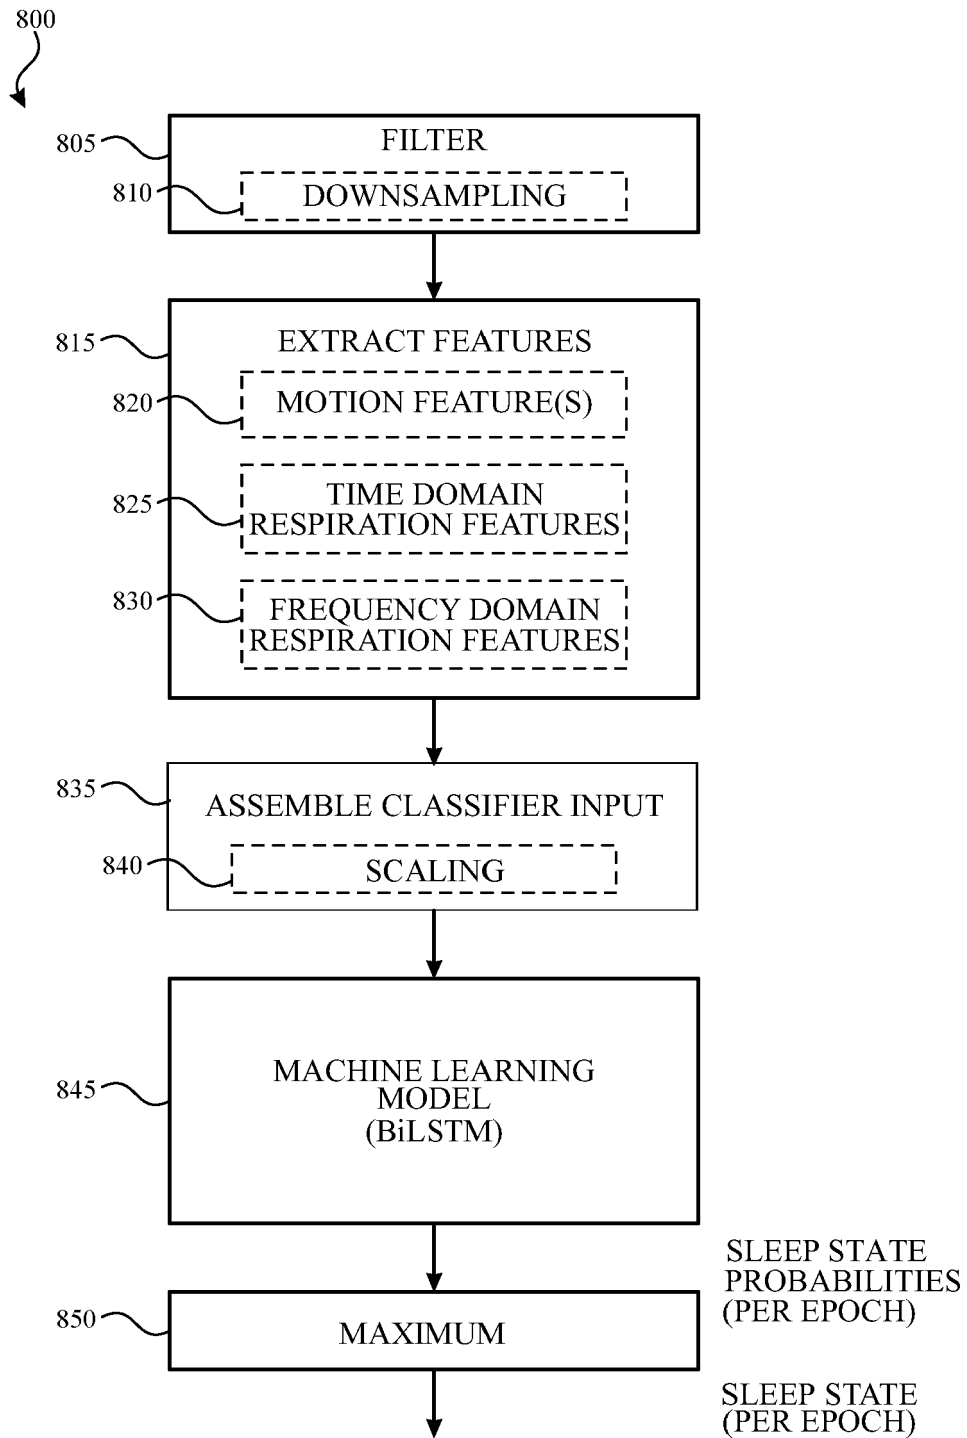 800
805
FILTER
810
DOWNSAMPLING
815
EXTRACT FEATURES
820
MOTION FEATURE(S)
825
TIME DOMAIN
RESPIRATION FEATURES
830
FREQUENCY DOMAIN
RESPIRATION FEATURES
835
ASSEMBLE CLASSIFIER INPUT
840
SCALING
845
MACHINE LEARNING
MODEL
(BiLSTM)
SLEEP STATE
PROBABILITIES
(PER EPOCH)
850
MAXIMUM
SLEEP STATE
(PER EPOCH)